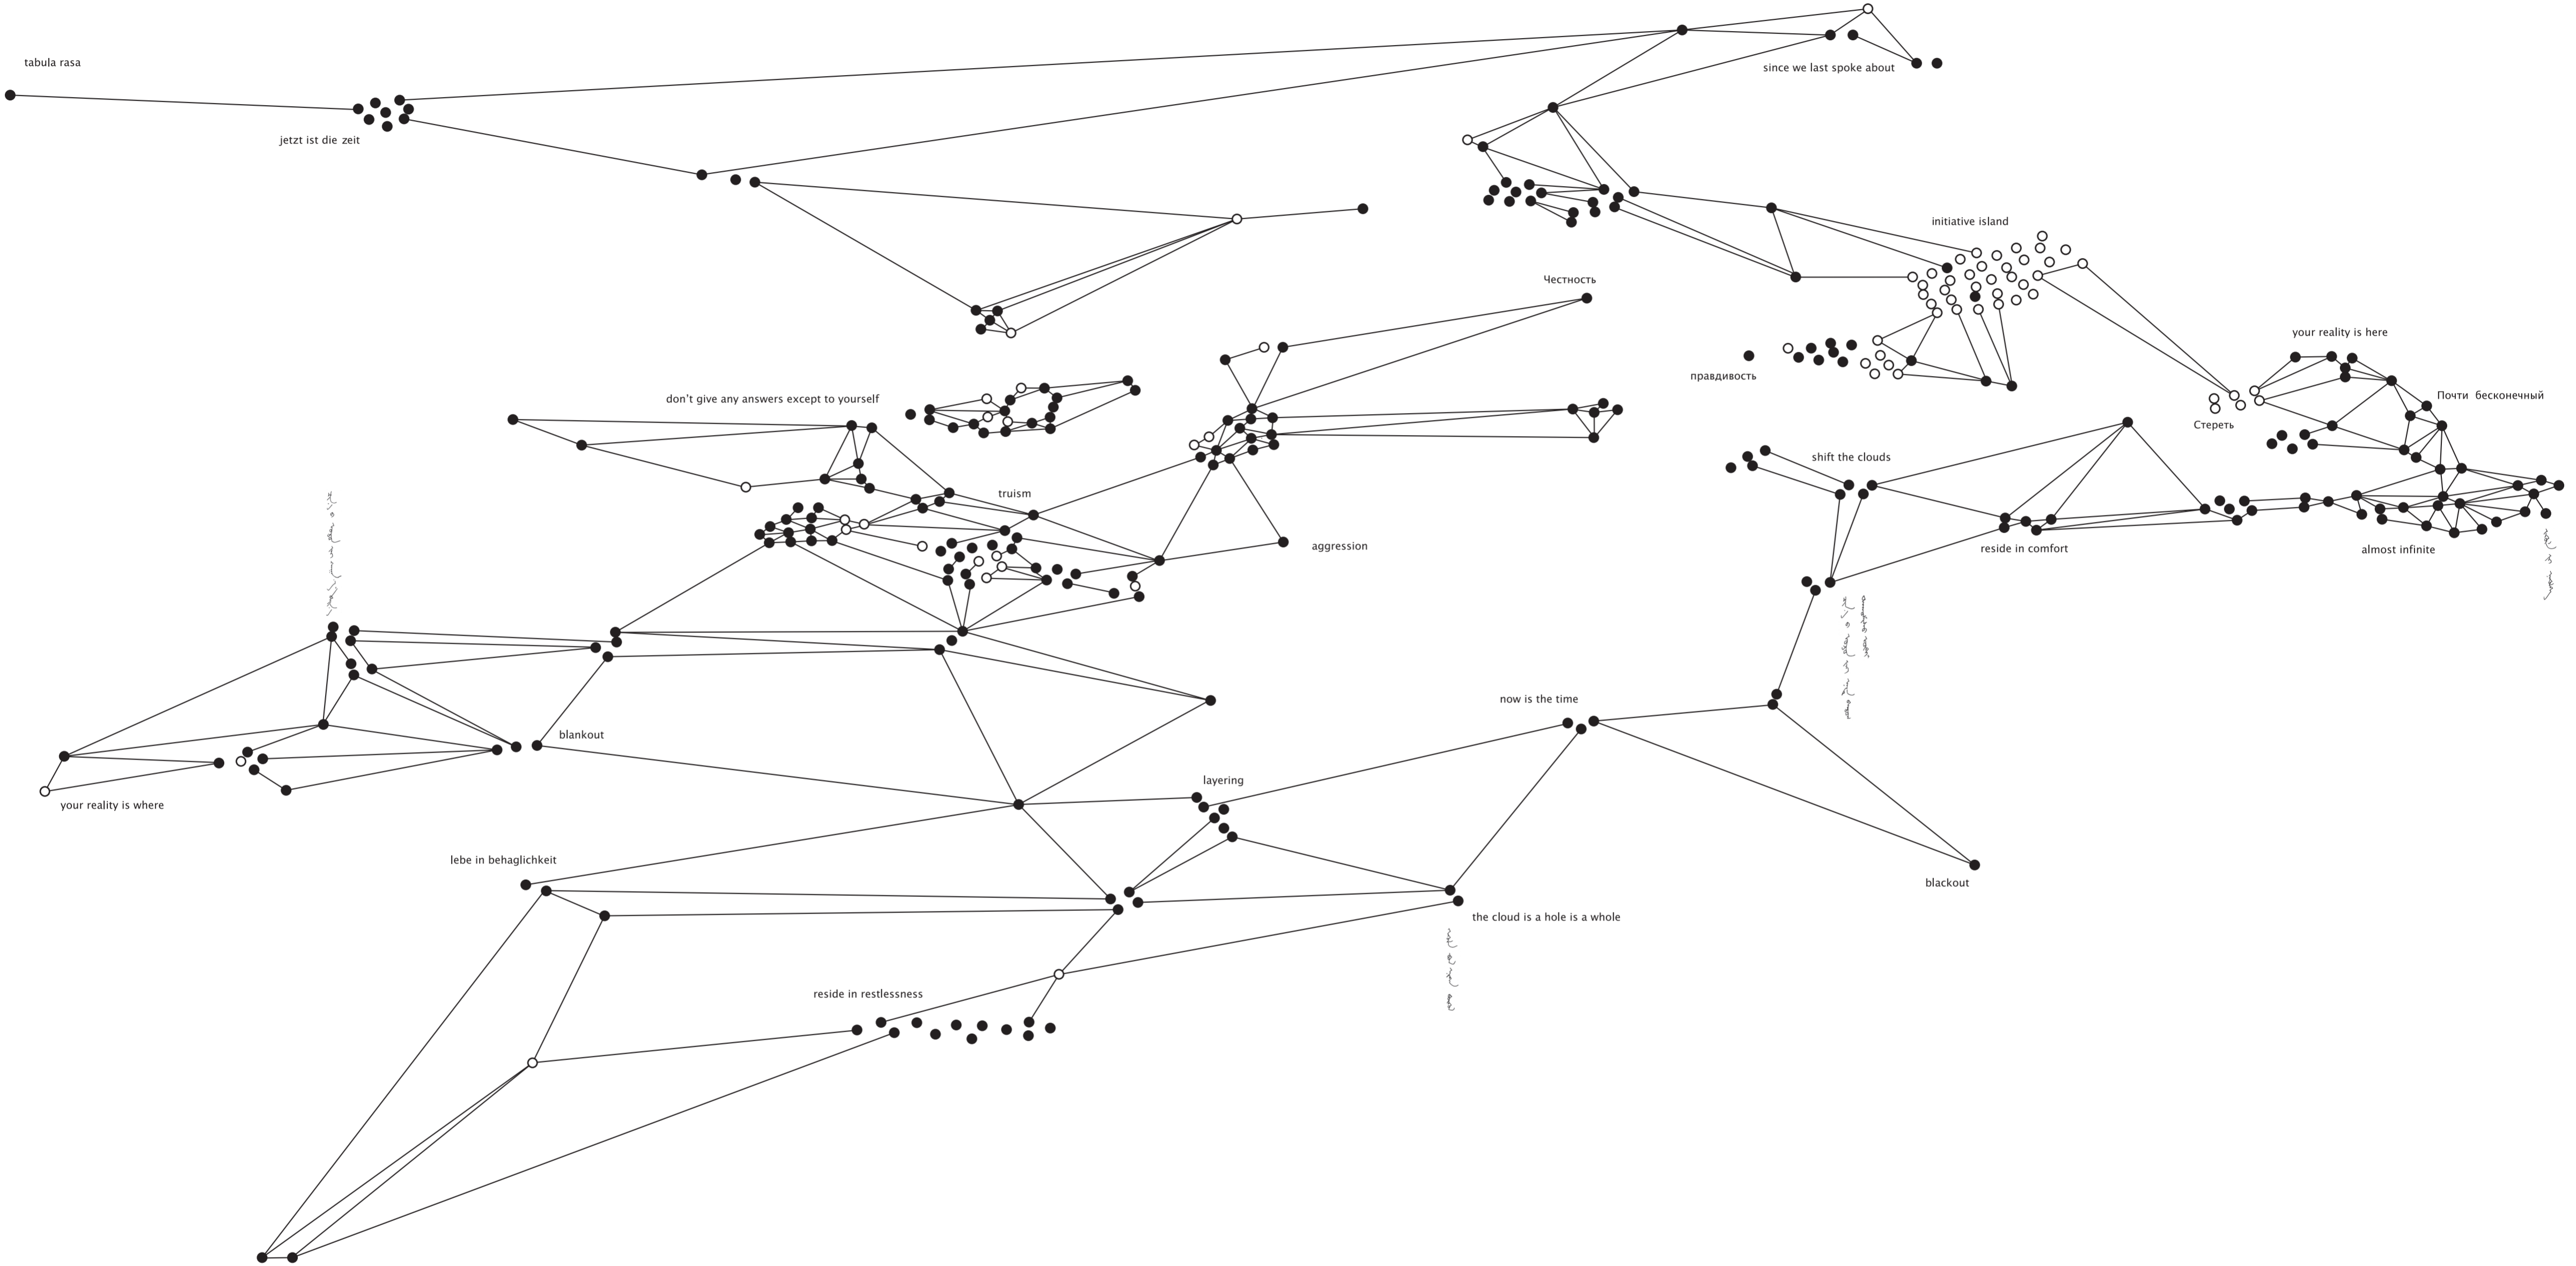 tabula rasa
since we last spoke about
jetzt ist die zeit
initiative island
Честность
your reality is here
правдивость
Почти бесконечный
don't give any answers except to yourself
Стереть
shift the clouds
truism
aggression
reside in comfort
almost infinite
now is the time
blankout
layering
your reality is where
lebe in behaglichkeit
blackout
the cloud is a hole is a whole
reside in restlessness